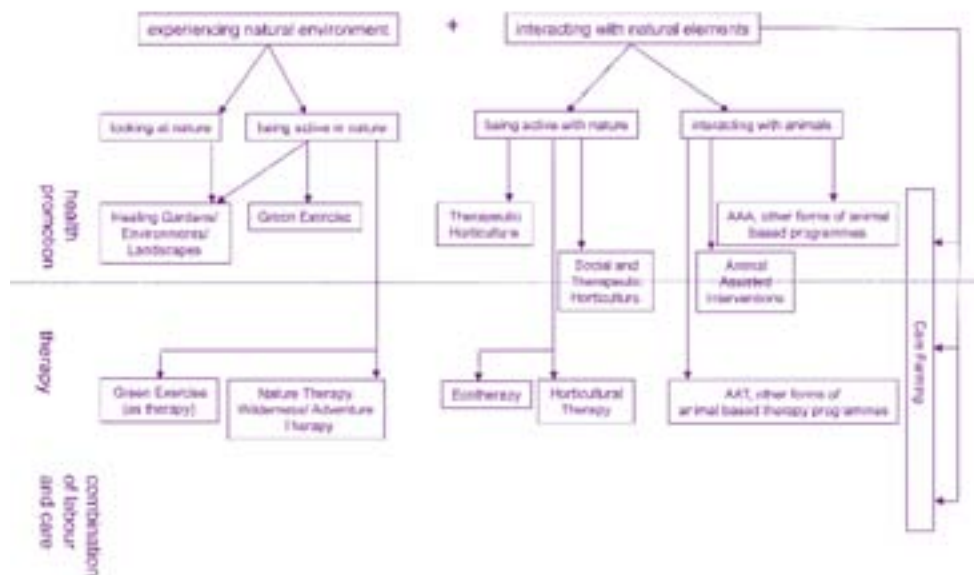 experiencing natural environment
+
interacting with natural elements
looking at nature
being active in nature
being active with nature
interacting with animals
health
promotion
Healing Gardens/
Environments/
Landscapes
Green Exercise
Therapeutic
Horticulture
AAA, other forms of animal
based programmes
Social and
Therapeutic
Horticulture
Animal
Assisted
Interventions
Care Farming
therapy
Green Exercise
(as therapy)
Nature Therapy
Wilderness/ Adventure
Therapy
Ecotherapy
Horticultural
Therapy
AAT, other forms of
animal based therapy programmes
combination
of labour
and care